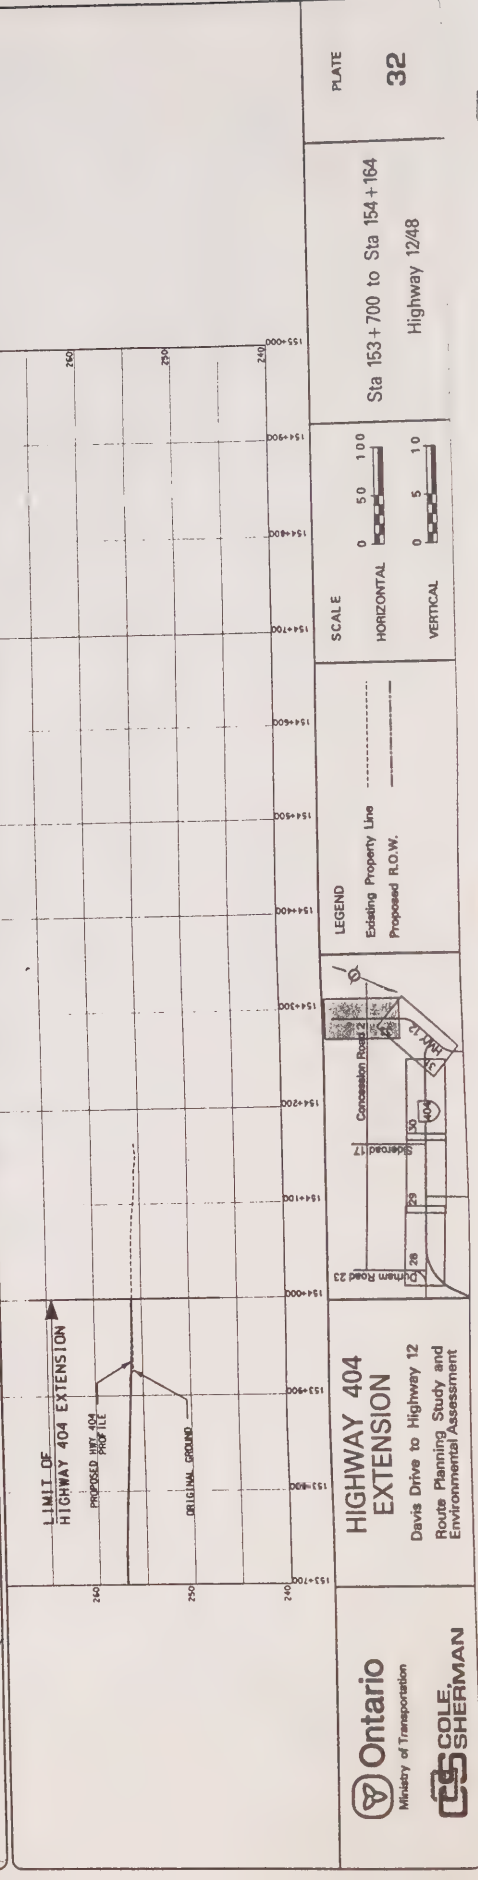 LIMIT OF
HIGHWAY 404 EXTENSION
PROPOSED HWY 404
PROFILE
ORIGINAL GROUND
260
250
240
260
250
240
153+700
153+800
153+900
154+000
154+100
154+200
154+300
154+400
154+500
154+600
154+700
154+800
154+900
155+000
Ontario
Ministry of Transportation
CS COLE,
SHERMAN
HIGHWAY 404
EXTENSION
Davis Drive to Highway 12
Route Planning Study and
Environmental Assessment
Durham Road 23
28
29
Sideroad 17
30
404
Concession Road 2
HWY 12
LEGEND
Existing Property Line
Proposed R.O.W.
SCALE
HORIZONTAL
0 50 100
VERTICAL
0 5 10
Sta 153+700 to Sta 154+164
Highway 12/48
PLATE
32